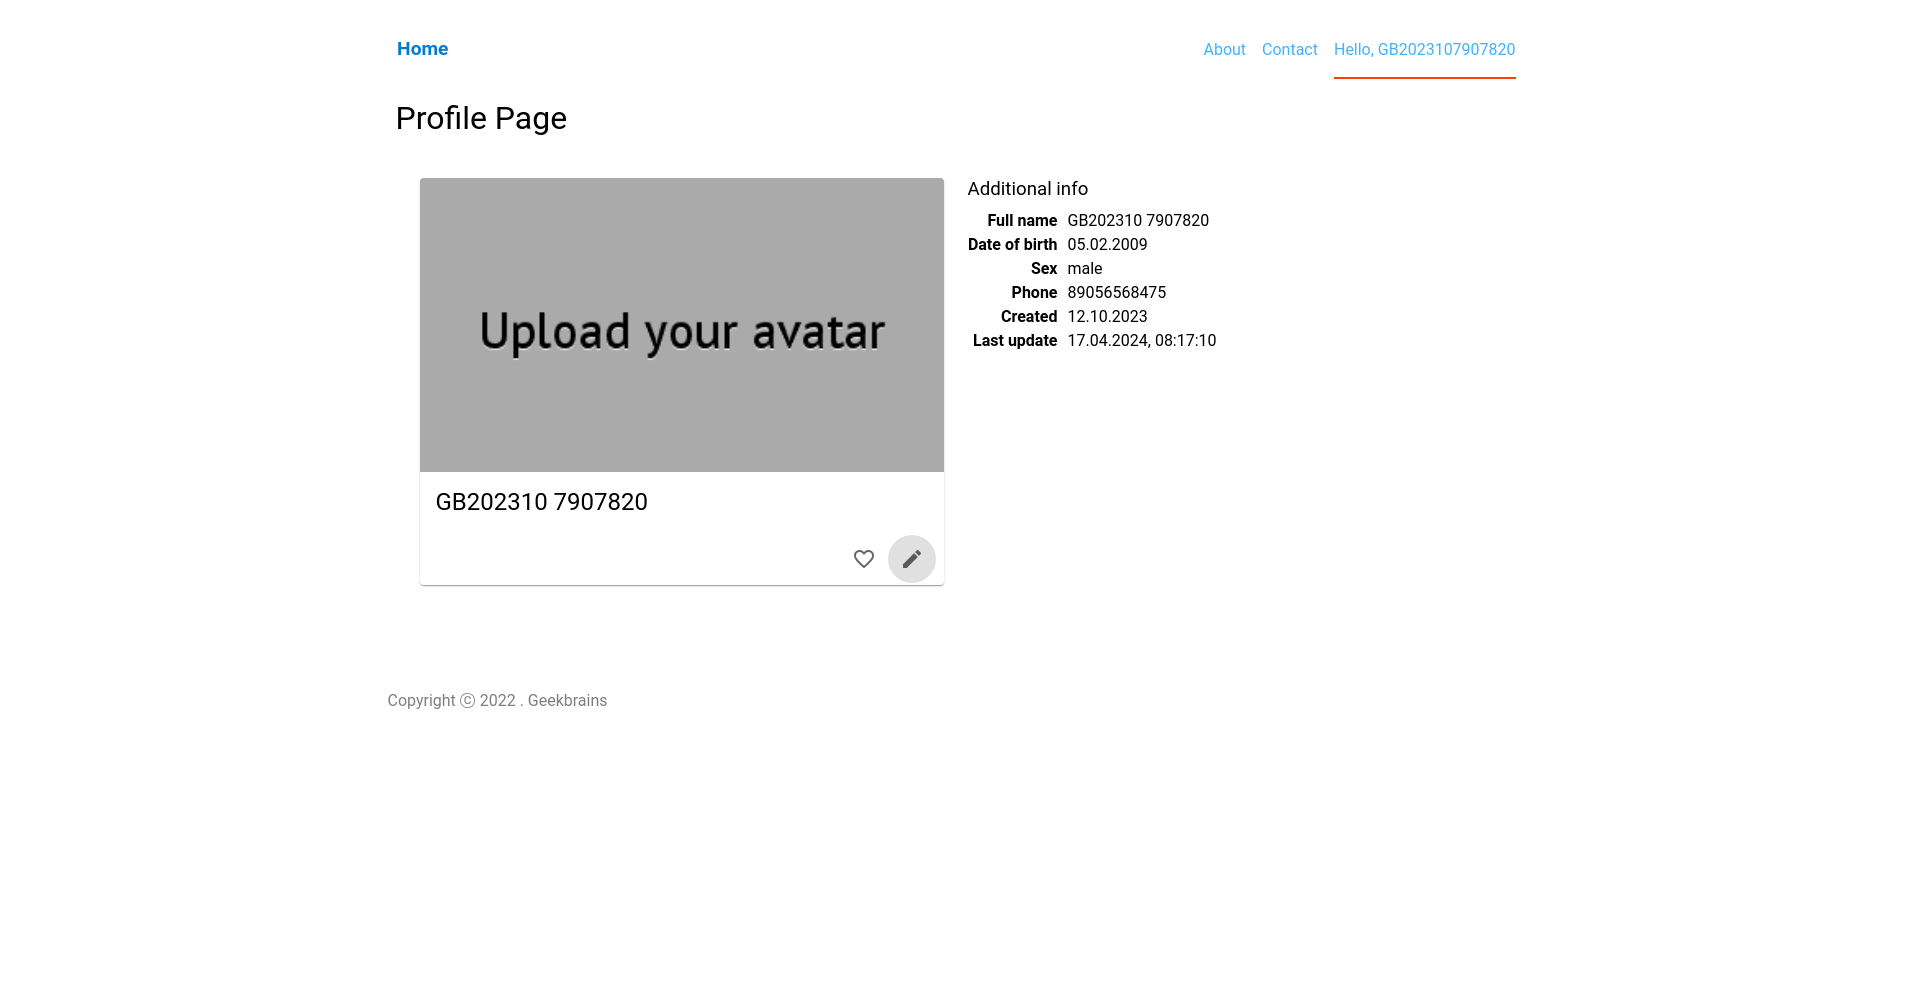 Home
About
Contact
Hello, GB2023107907820
Profile Page
Upload your avatar
GB202310 7907820
Additional info
Full name GB202310 7907820
Date of birth 05.02.2009
Sex male
Phone 89056568475
Created 12.10.2023
Last update 17.04.2024, 08:17:10
Copyright ⓒ 2022 . Geekbrains